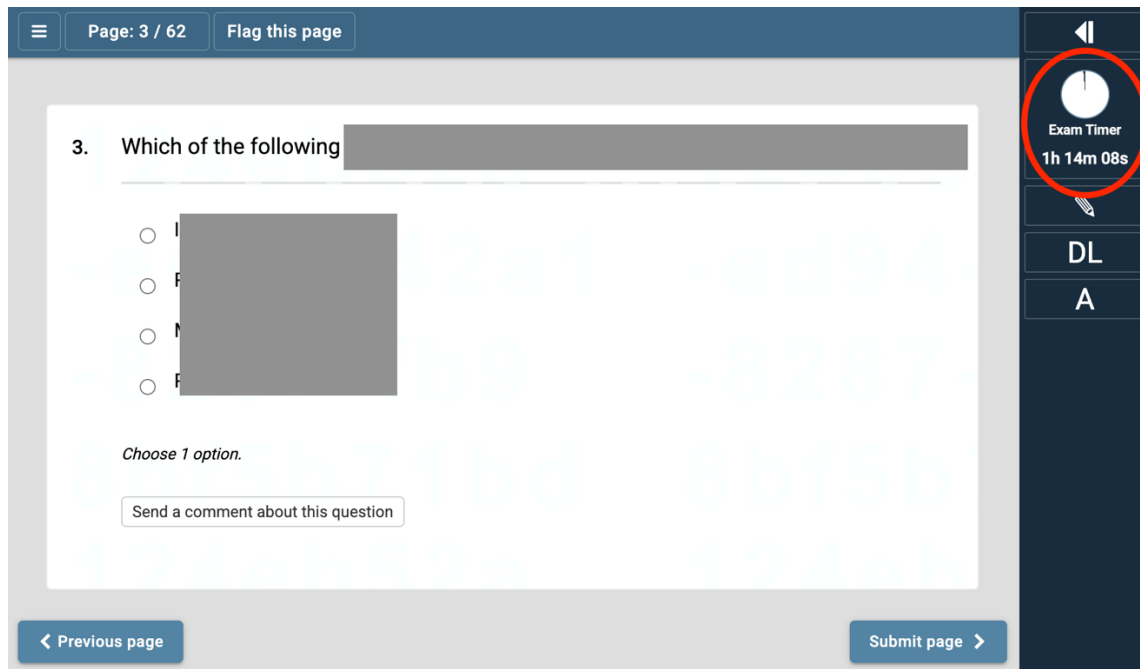 Page: 3 / 62
Flag this page
Exam Timer
1h 14m 08s
3. Which of the following
Choose 1 option.
Send a comment about this question
DL
A
Previous page
Submit page